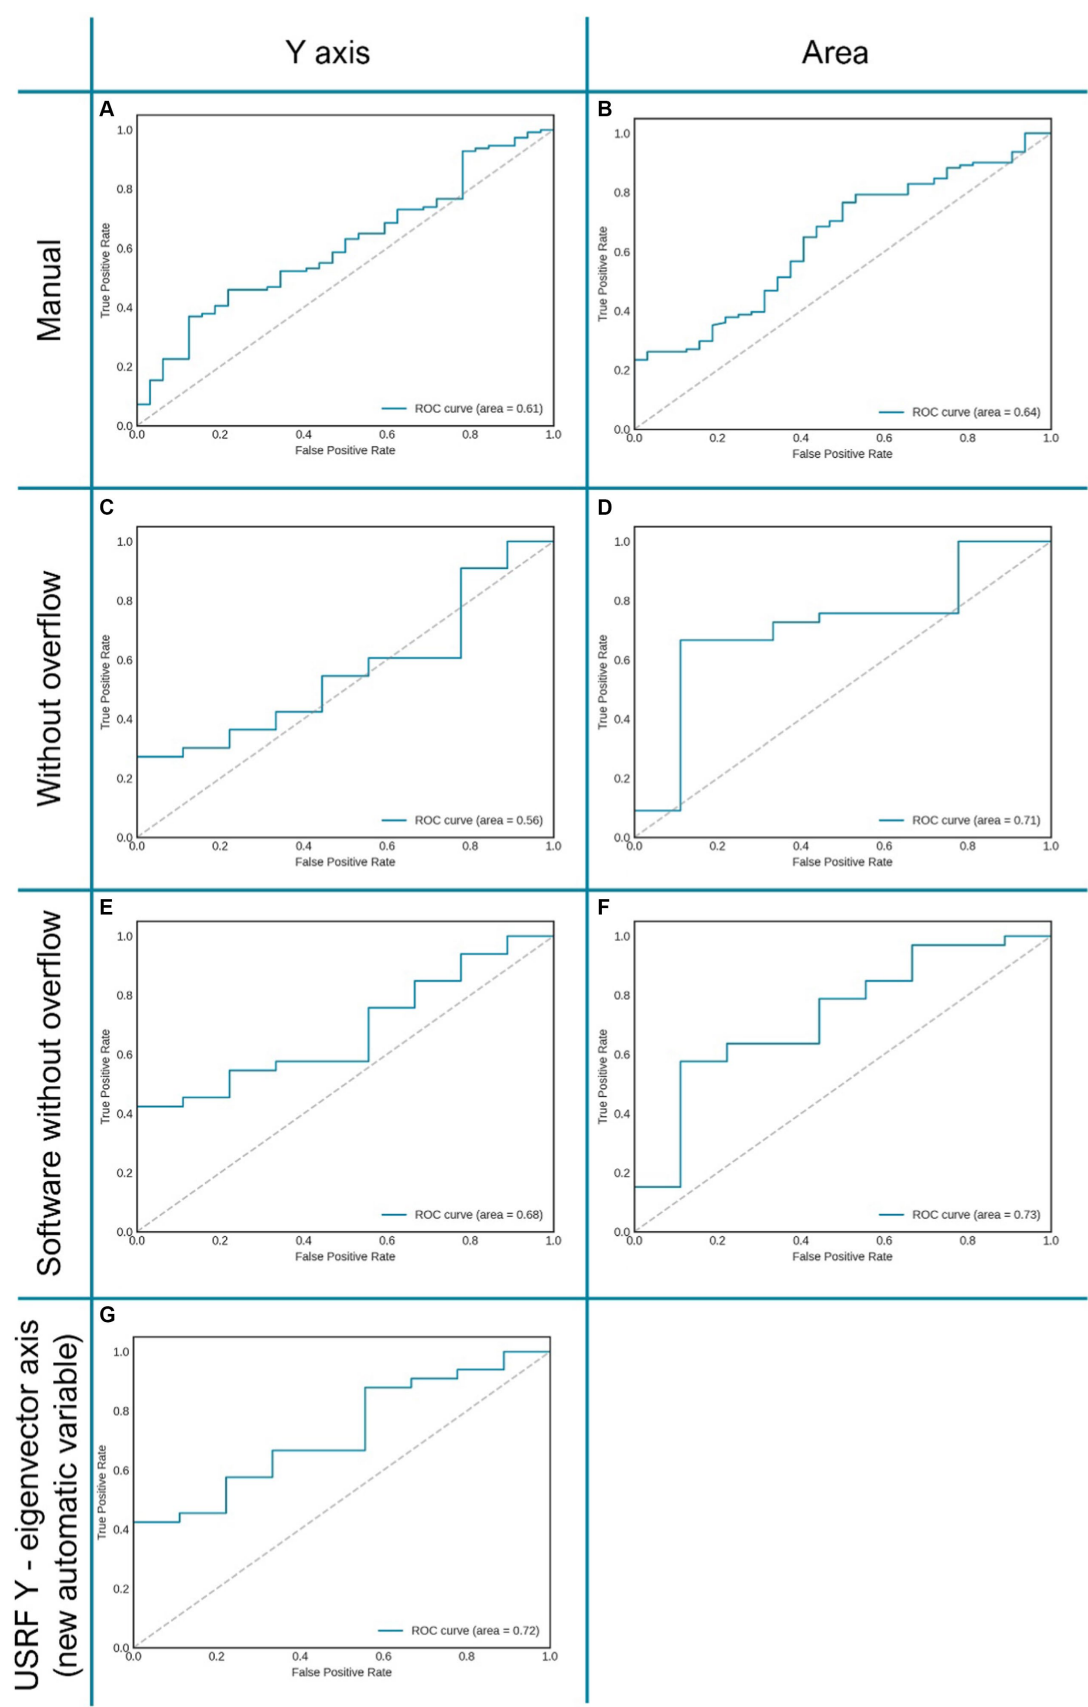 Y axis
Area
Manual
A
1.0
0.8
0.6
0.4
0.2
0.0
True Positive Rate
ROC curve (area = 0.61)
0.0 0.2 0.4 0.6 0.8 1.0
False Positive Rate
B
1.0
0.8
0.6
0.4
0.2
0.0
True Positive Rate
ROC curve (area = 0.64)
0.0 0.2 0.4 0.6 0.8 1.0
False Positive Rate
Without overflow
C
1.0
0.8
0.6
0.4
0.2
0.0
True Positive Rate
ROC curve (area = 0.56)
0.0 0.2 0.4 0.6 0.8 1.0
False Positive Rate
D
1.0
0.8
0.6
0.4
0.2
0.0
True Positive Rate
ROC curve (area = 0.71)
0.0 0.2 0.4 0.6 0.8 1.0
False Positive Rate
Software without overflow
E
1.0
0.8
0.6
0.4
0.2
0.0
True Positive Rate
ROC curve (area = 0.68)
0.0 0.2 0.4 0.6 0.8 1.0
False Positive Rate
F
1.0
0.8
0.6
0.4
0.2
0.0
True Positive Rate
ROC curve (area = 0.73)
0.0 0.2 0.4 0.6 0.8 1.0
False Positive Rate
USRF Y - eigenvector axis
(new automatic variable)
G
1.0
0.8
0.6
0.4
0.2
0.0
True Positive Rate
ROC curve (area = 0.72)
0.0 0.2 0.4 0.6 0.8 1.0
False Positive Rate